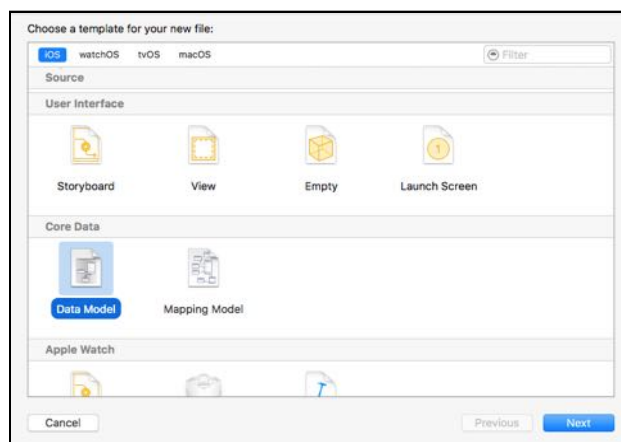 Choose a template for your new file:
iOS watchOS tvOS macOS Filter
Source
User Interface
1
Storyboard View Empty Launch Screen
Core Data
Data Model Mapping Model
Apple Watch
Cancel Previous Next